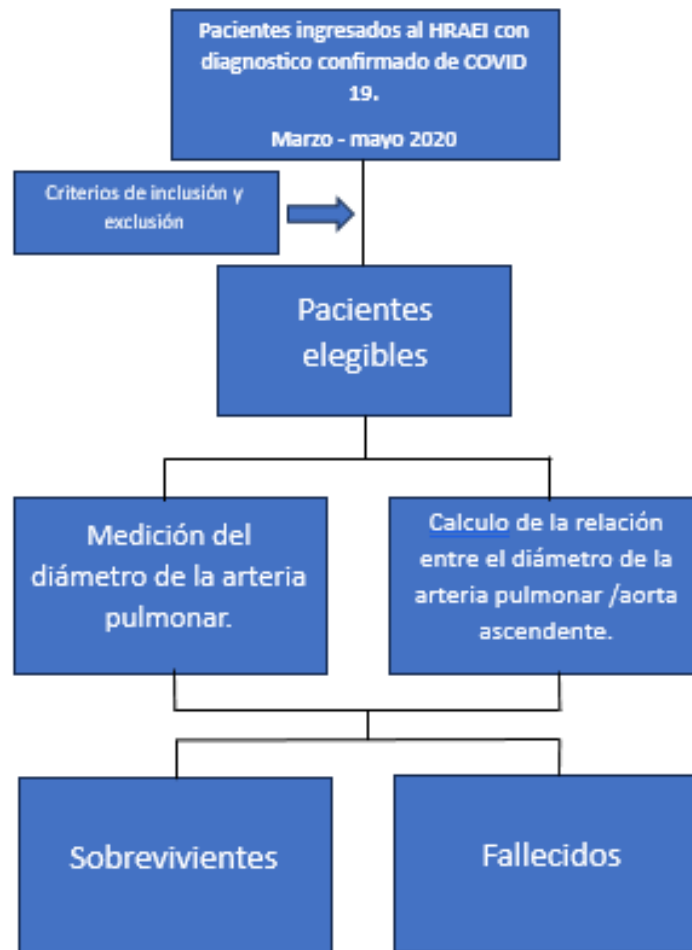 Pacientes ingresados al HRAEI con
diagnostico confirmado de COVID
19.
Marzo - mayo 2020
Criterios de inclusión y
exclusión
Pacientes
elegibles
Medición del
diámetro de la arteria
pulmonar.
Calculo de la relación
entre el diámetro de la
arteria pulmonar /aorta
ascendente.
Sobrevivientes
Fallecidos